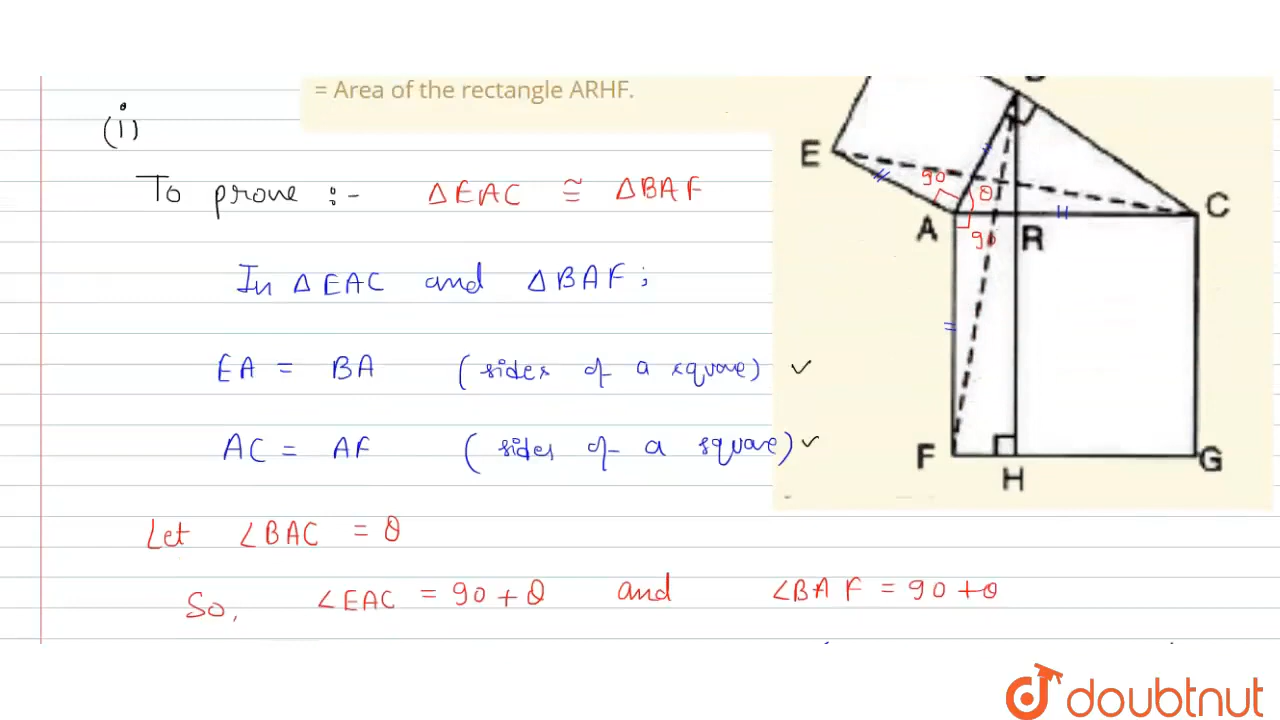 = Area of the rectangle ARHF.
(i)
To prove :- ΔEAC ≅ ΔBAF
In ΔEAC and ΔBAF ;
EA = BA (sides of a square) ✓
AC = AF (sides of a square) ✓
Let ∠BAC = θ
So, ∠EAC = 90 + θ and ∠BAF = 90 + θ
E
90
θ
C
A
90
R
F
H
G
doubtnut